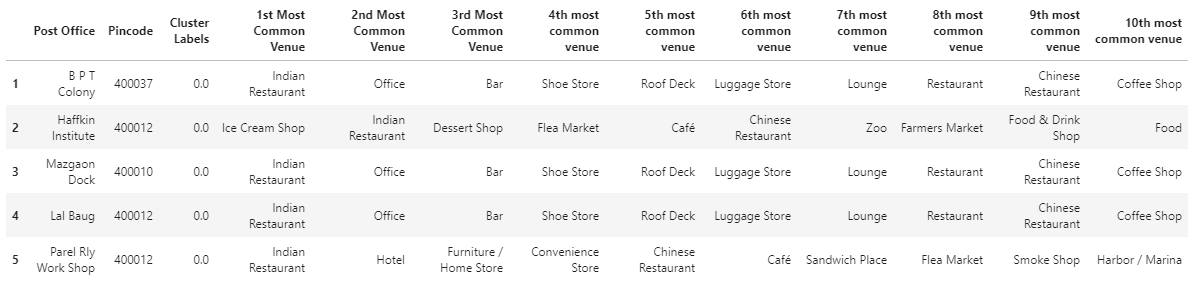 Post Office Pincode Cluster Labels 1st Most Common Venue 2nd Most Common Venue 3rd Most Common Venue 4th most common venue 5th most common venue 6th most common venue 7th most common venue 8th most common venue 9th most common venue 10th most common venue
1 B P T Colony 400037 0.0 Indian Restaurant Office Bar Shoe Store Roof Deck Luggage Store Lounge Restaurant Chinese Restaurant Coffee Shop
2 Haffkin Institute 400012 0.0 Ice Cream Shop Indian Restaurant Dessert Shop Flea Market Café Chinese Restaurant Zoo Farmers Market Food & Drink Shop Food
3 Mazgaon Dock 400010 0.0 Indian Restaurant Office Bar Shoe Store Roof Deck Luggage Store Lounge Restaurant Chinese Restaurant Coffee Shop
4 Lal Baug 400012 0.0 Indian Restaurant Office Bar Shoe Store Roof Deck Luggage Store Lounge Restaurant Chinese Restaurant Coffee Shop
5 Parel Rly Work Shop 400012 0.0 Indian Restaurant Hotel Furniture / Home Store Convenience Store Chinese Restaurant Café Sandwich Place Flea Market Smoke Shop Harbor / Marina